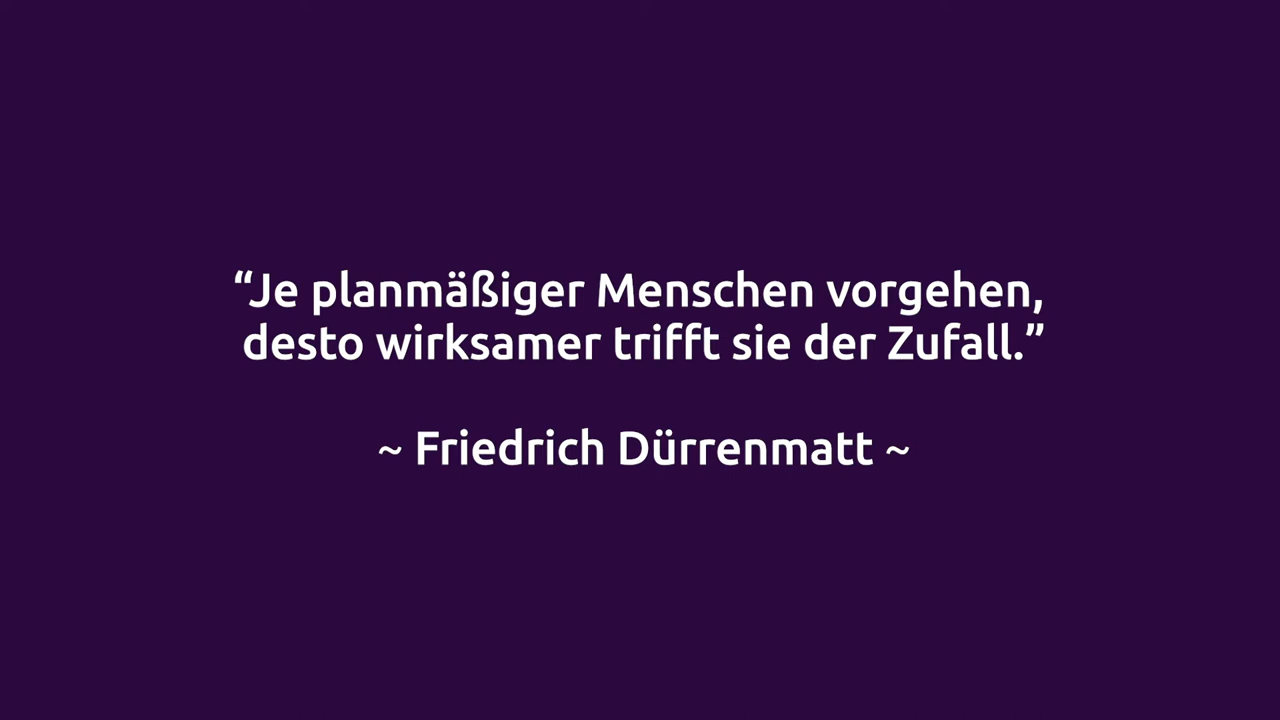 “Je planmäßiger Menschen vorgehen,
desto wirksamer trifft sie der Zufall.”
~ Friedrich Dürrenmatt ~